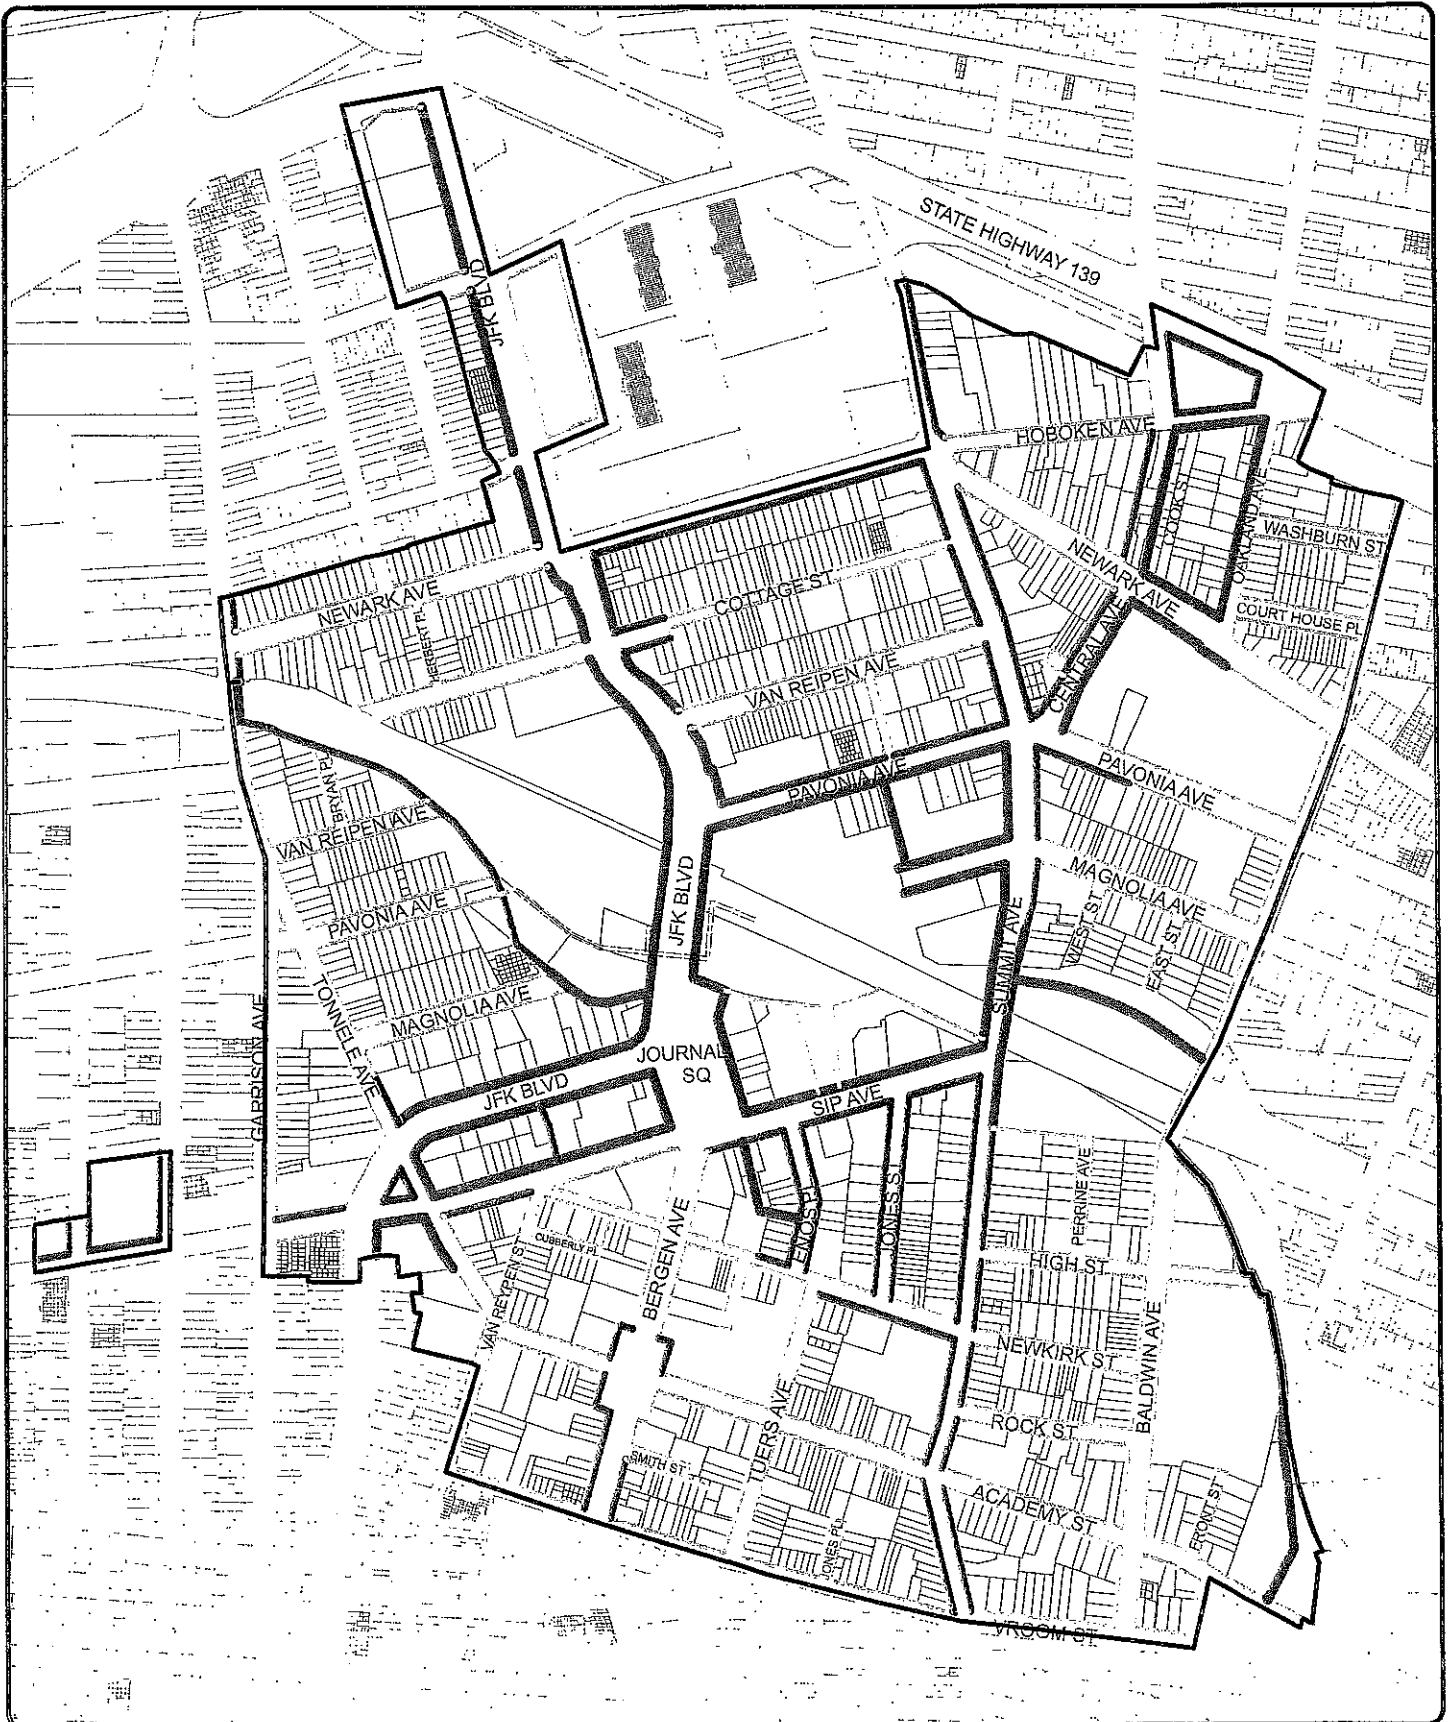 STATE HIGHWAY 139
JFK BLVD
HOBOKEN AVE
COOK ST
OAKLAND AVE
WASHBURN ST
NEWARK AVE
COURT HOUSE PL
NEWARK AVE
HERBERT PL
COTTAGE ST
CENTRAL AVE
VAN REIPEN AVE
PAVONIA AVE
PAVONIA AVE
BRYAN PL
VAN REIPEN AVE
JFK BLVD
MAGNOLIA AVE
WEST ST
EAST ST
SUMMIT AVE
PAVONIA AVE
TONNELE AVE
MAGNOLIA AVE
GARRISON AVE
JOURNAL
SQ
JFK BLVD
SIP AVE
PERRINE AVE
JONES ST
ENOS PL
CUBBERLY PL
BERGEN AVE
VAN REYPEN S
HIGH ST
NEWKIRK ST
BALDWIN AVE
TUERS AVE
ROCK ST
SMITH ST
ACADEMY ST
FRONT ST
JONES PL
VROOM ST